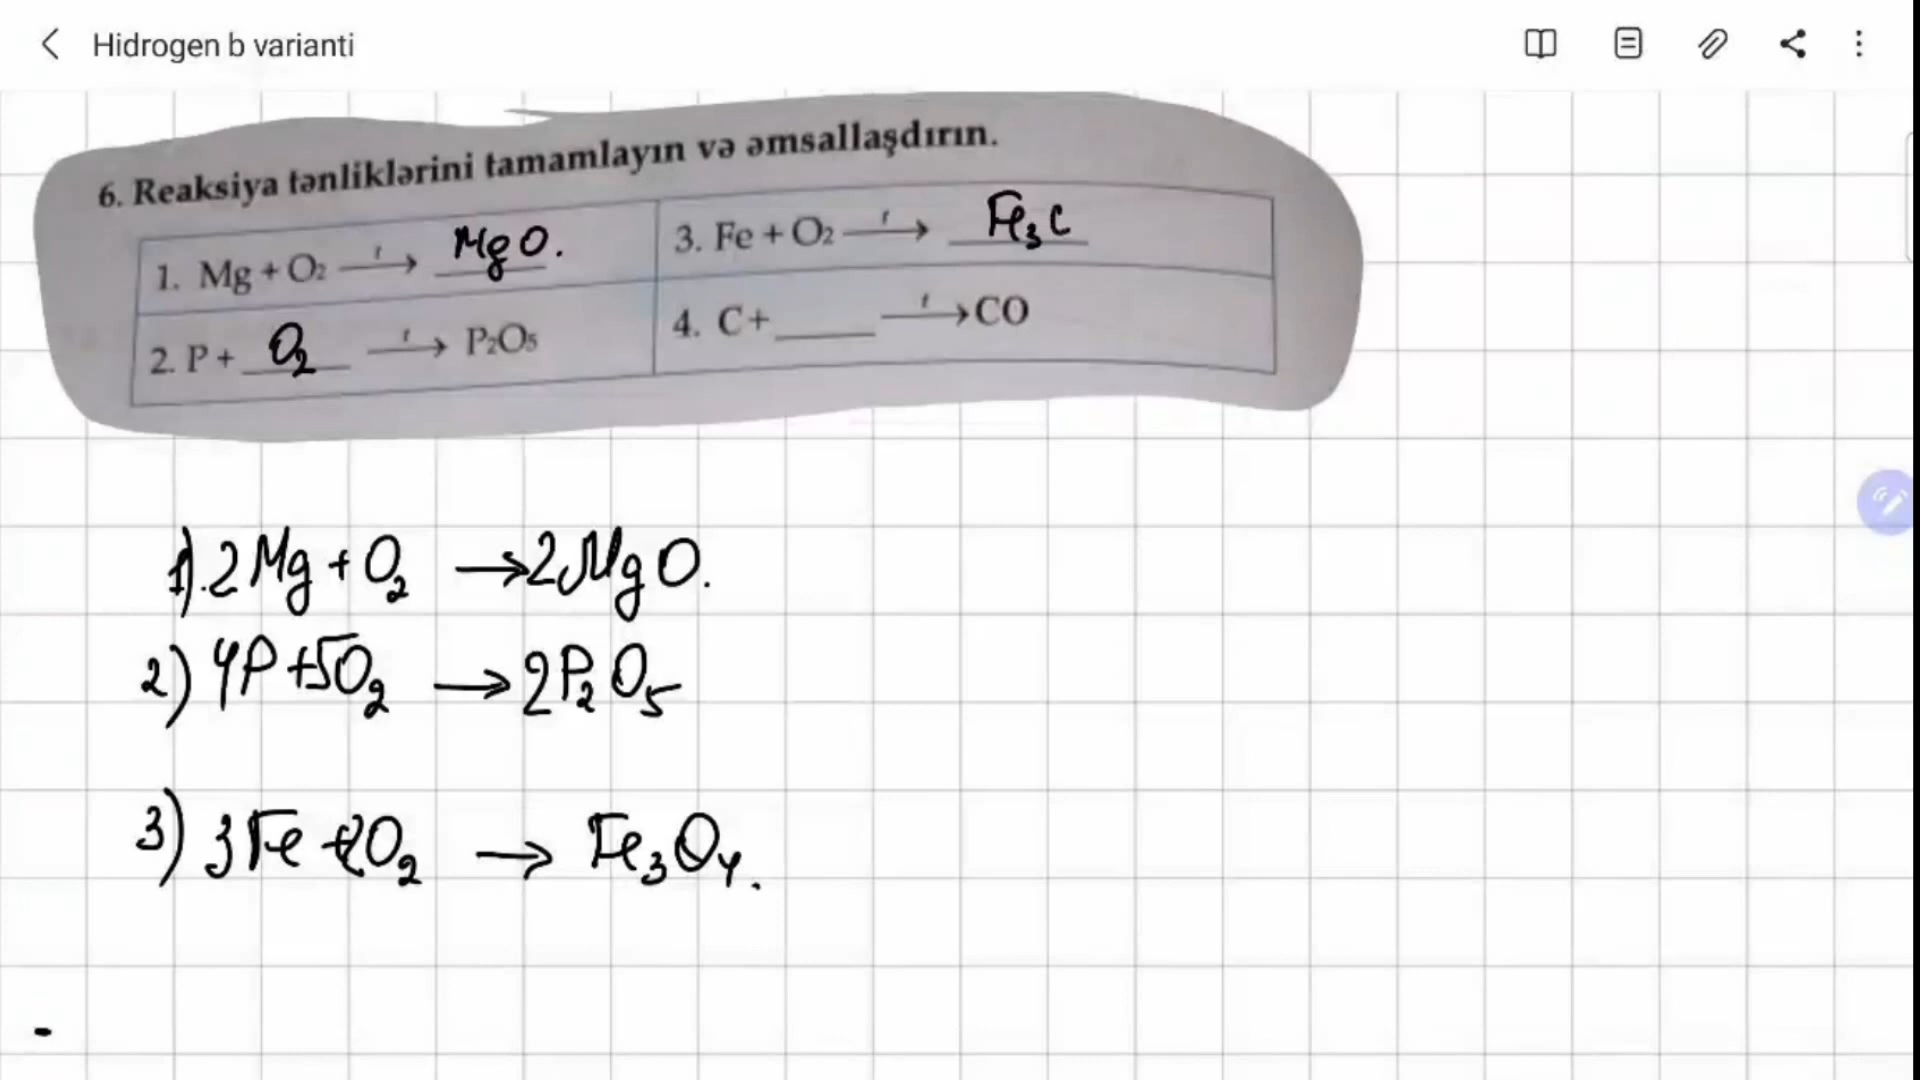 Hidrogen b varianti
6. Reaksiya tənliklərini tamamlayın və əmsallaşdırın.
1. Mg + O₂ —t→ MgO.
2. P + O₂ —t→ P₂O₅
3. Fe + O₂ —t→ Fe₃C
4. C + ____ —t→ CO
1). 2Mg + O₂ → 2MgO.
2) 4P + 5O₂ → 2P₂O₅
3) 3Fe + 2O₂ → Fe₃O₄.